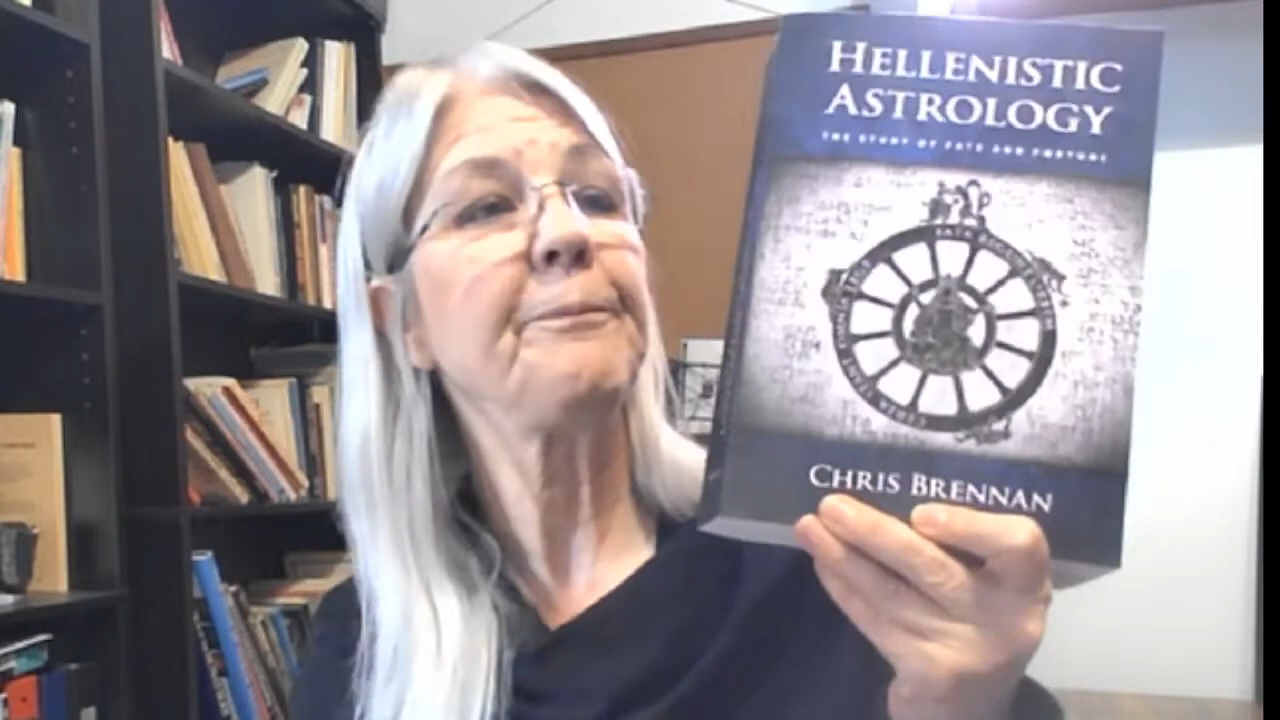 HELLENISTIC
ASTROLOGY
THE STUDY OF FATE AND FORTUNE
CHRIS BRENNAN